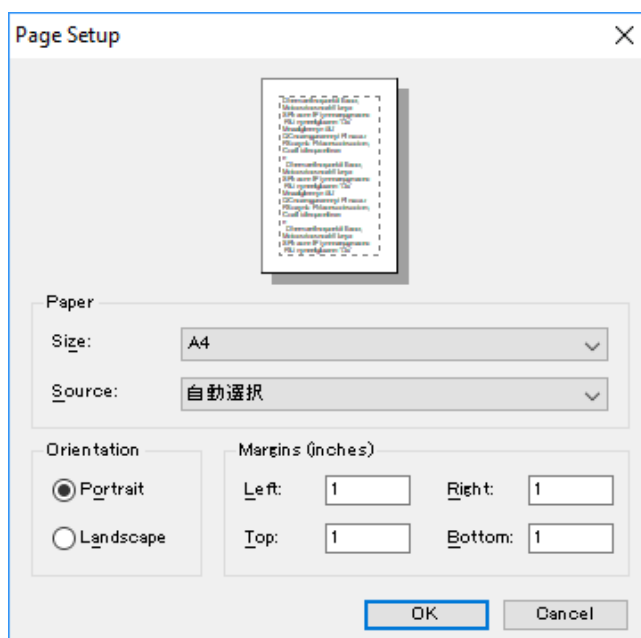 Page Setup
Paper
Size: A4
Source: 自動選択
Orientation
Portrait
Landscape
Margins (inches)
Left: 1 Right: 1
Top: 1 Bottom: 1
OK Cancel